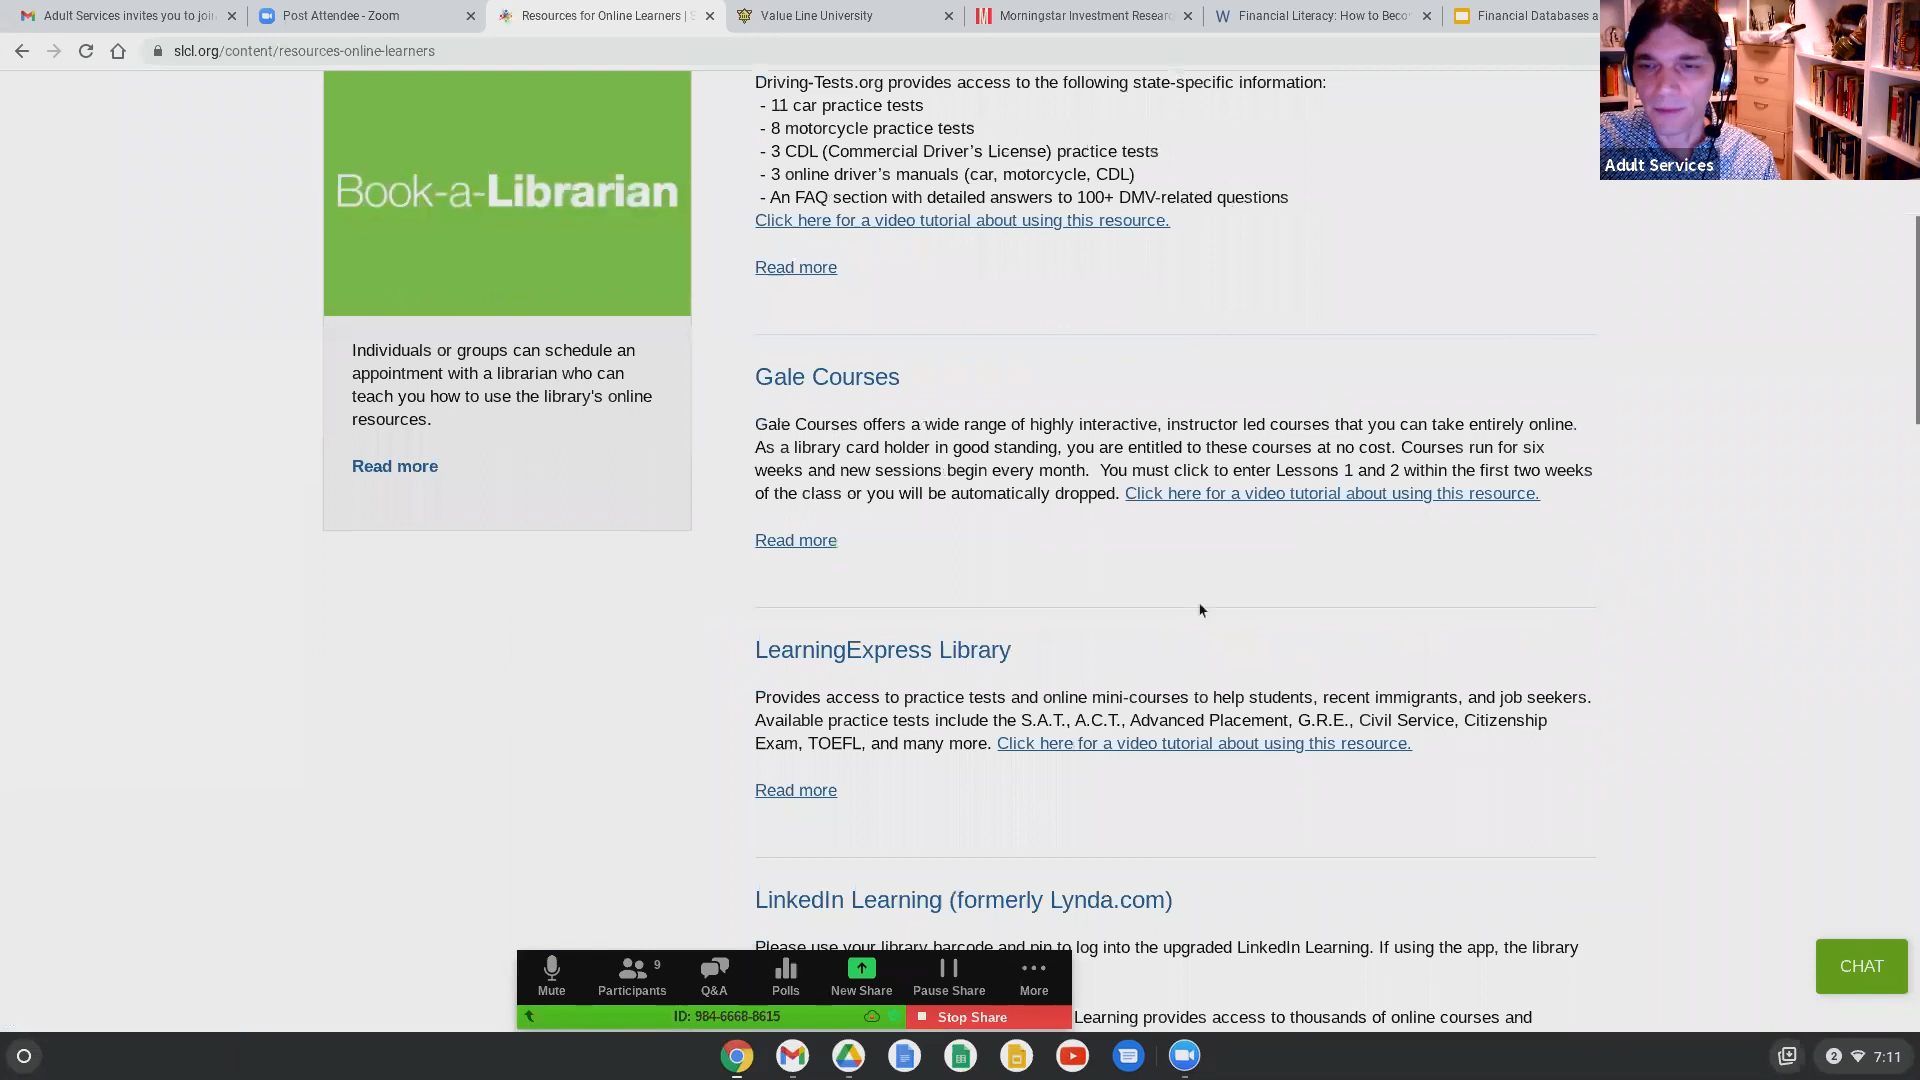 Adult Services invites you to joi
Post Attendee - Zoom
Resources for Online Learners | S
Value Line University
Morningstar Investment Resear
Financial Literacy: How to Beco
Financial Databases a
slcl.org/content/resources-online-learners
Adult Services
Book-a-Librarian
Individuals or groups can schedule an
appointment with a librarian who can
teach you how to use the library's online
resources.
Read more
Driving-Tests.org provides access to the following state-specific information:
- 11 car practice tests
- 8 motorcycle practice tests
- 3 CDL (Commercial Driver’s License) practice tests
- 3 online driver’s manuals (car, motorcycle, CDL)
- An FAQ section with detailed answers to 100+ DMV-related questions
Click here for a video tutorial about using this resource.
Read more
Gale Courses
Gale Courses offers a wide range of highly interactive, instructor led courses that you can take entirely online.
As a library card holder in good standing, you are entitled to these courses at no cost. Courses run for six
weeks and new sessions begin every month.  You must click to enter Lessons 1 and 2 within the first two weeks
of the class or you will be automatically dropped. Click here for a video tutorial about using this resource.
Read more
LearningExpress Library
Provides access to practice tests and online mini-courses to help students, recent immigrants, and job seekers.
Available practice tests include the S.A.T., A.C.T., Advanced Placement, G.R.E., Civil Service, Citizenship
Exam, TOEFL, and many more. Click here for a video tutorial about using this resource.
Read more
LinkedIn Learning (formerly Lynda.com)
Please use your library barcode and pin to log into the upgraded LinkedIn Learning. If using the app, the library
Learning provides access to thousands of online courses and
9
Mute
Participants
Q&A
Polls
New Share
Pause Share
More
ID: 984-6668-8615
Stop Share
CHAT
2
7:11